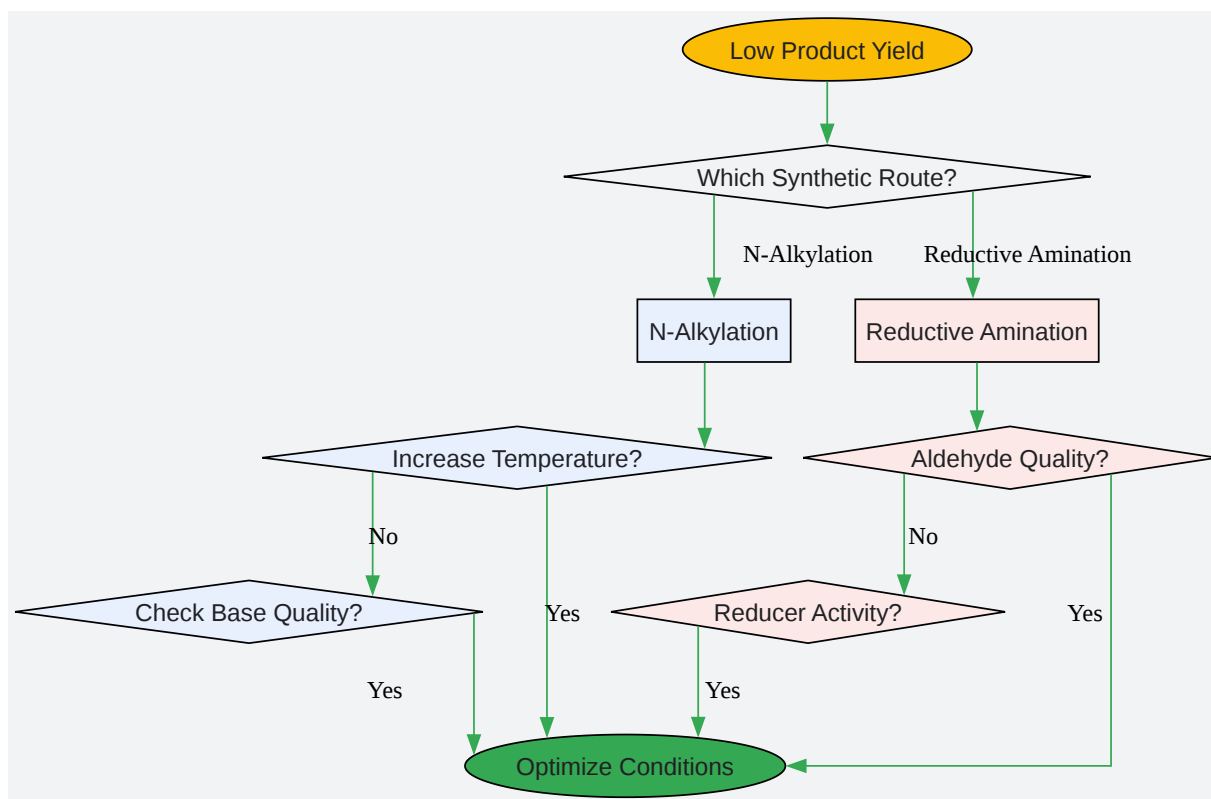 Low Product Yield
Which Synthetic Route?
N-Alkylation
Reductive Amination
N-Alkylation
Reductive Amination
Increase Temperature?
Aldehyde Quality?
No
No
Check Base Quality?
Yes
Reducer Activity?
Yes
Yes
Yes
Optimize Conditions